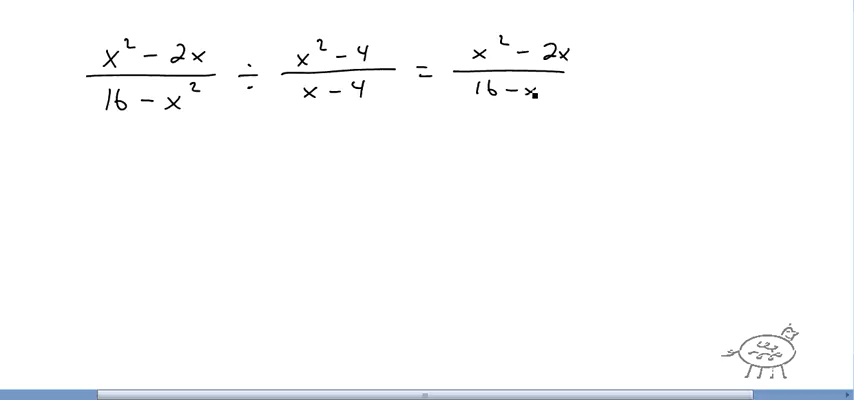 x² - 2x / 16 - x² ÷ x² - 4 / x - 4 = x² - 2x / 16 - x